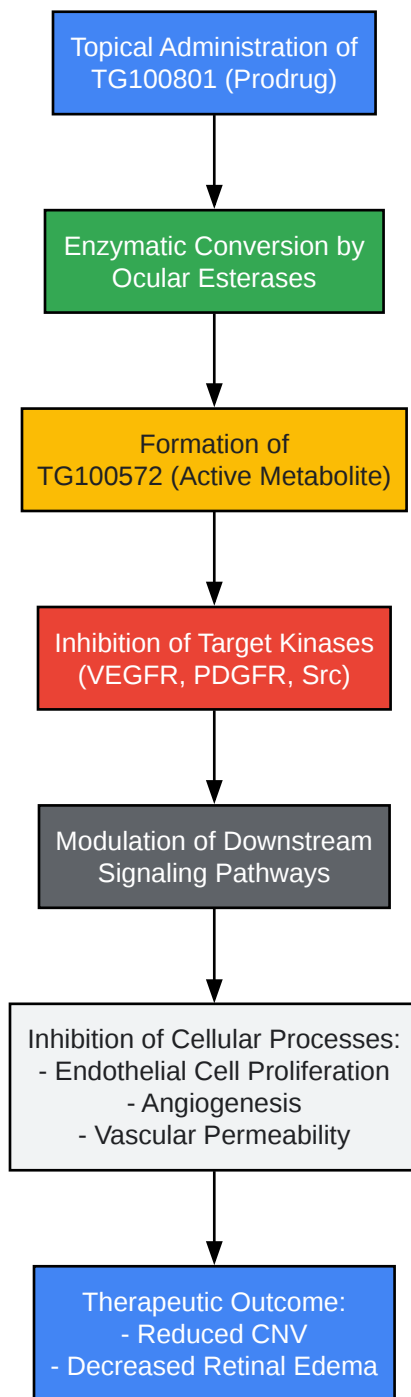 Topical Administration of
TG100801 (Prodrug)
Enzymatic Conversion by
Ocular Esterases
Formation of
TG100572 (Active Metabolite)
Inhibition of Target Kinases
(VEGFR, PDGFR, Src)
Modulation of Downstream
Signaling Pathways
Inhibition of Cellular Processes:
- Endothelial Cell Proliferation
- Angiogenesis
- Vascular Permeability
Therapeutic Outcome:
- Reduced CNV
- Decreased Retinal Edema